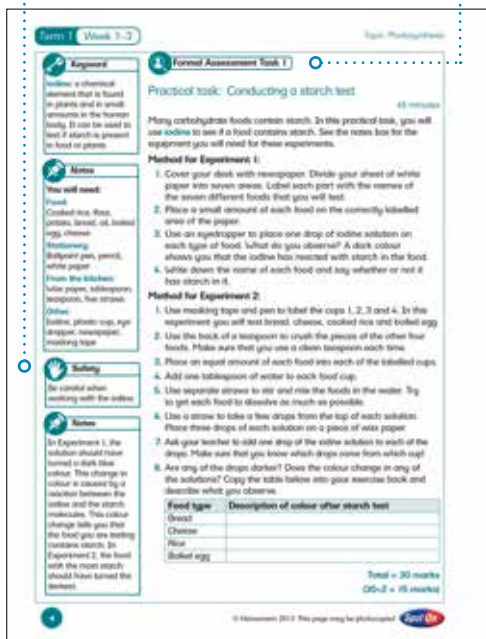 Term 1 Week 1–3
Topic: Photosynthesis
Keyword
Iodine: a chemical
element that is found
in plants and in small
amounts in the human
body. It can be used to
test if starch is present
in food or plants
Notes
You will need:
Food:
Cooked rice, flour,
potato, bread, oil, boiled
egg, cheese
Stationery:
Ballpoint pen, pencil,
white paper
From the kitchen:
Wax paper, tablespoon,
teaspoon, five straws
Other:
Iodine, plastic cup, eye
dropper, newspaper,
masking tape
Safety
Be careful when
working with the iodine.
Notes
In Experiment 1, the
solution should have
turned a dark blue
colour. This change in
colour is caused by a
reaction between the
iodine and the starch
molecules. This colour
change tells you that
the food you are testing
contains starch. In
Experiment 2, the food
with the most starch
should have turned the
darkest.
Formal Assessment Task 1
Practical task: Conducting a starch test
45 minutes
Many carbohydrate foods contain starch. In this practical task, you will
use iodine to see if a food contains starch. See the notes box for the
equipment you will need for these experiments.
Method for Experiment 1:
1. Cover your desk with newspaper. Divide your sheet of white
paper into seven areas. Label each part with the names of
the seven different foods that you will test.
2. Place a small amount of each food on the correctly labelled
area of the paper.
3. Use an eyedropper to place one drop of iodine solution on
each type of food. What do you observe? A dark colour
shows you that the iodine has reacted with starch in the food.
4. Write down the name of each food and say whether or not it
has starch in it.
Method for Experiment 2:
1. Use masking tape and pen to label the cups 1, 2, 3 and 4. In this
experiment you will test bread, cheese, cooked rice and boiled egg.
2. Use the back of a teaspoon to crush the pieces of the other four
foods. Make sure that you use a clean teaspoon each time.
3. Place an equal amount of each food into each of the labelled cups.
4. Add one tablespoon of water to each food cup.
5. Use separate straws to stir and mix the foods in the water. Try
to get each food to dissolve as much as possible.
6. Use a straw to take a few drops from the top of each solution.
Place three drops of each solution on a piece of wax paper.
7. Ask your teacher to add one drop of the iodine solution to each of the
drops. Make sure that you know which drops come from which cup!
8. Are any of the drops darker? Does the colour change in any of
the solutions? Copy the table below into your exercise book and
describe what you observe.
Food type Description of colour after starch test
Bread
Cheese
Rice
Boiled egg
Total = 30 marks
(30÷2 = 15 marks)
4
© Heinemann 2013 This page may be photocopied
Spot On